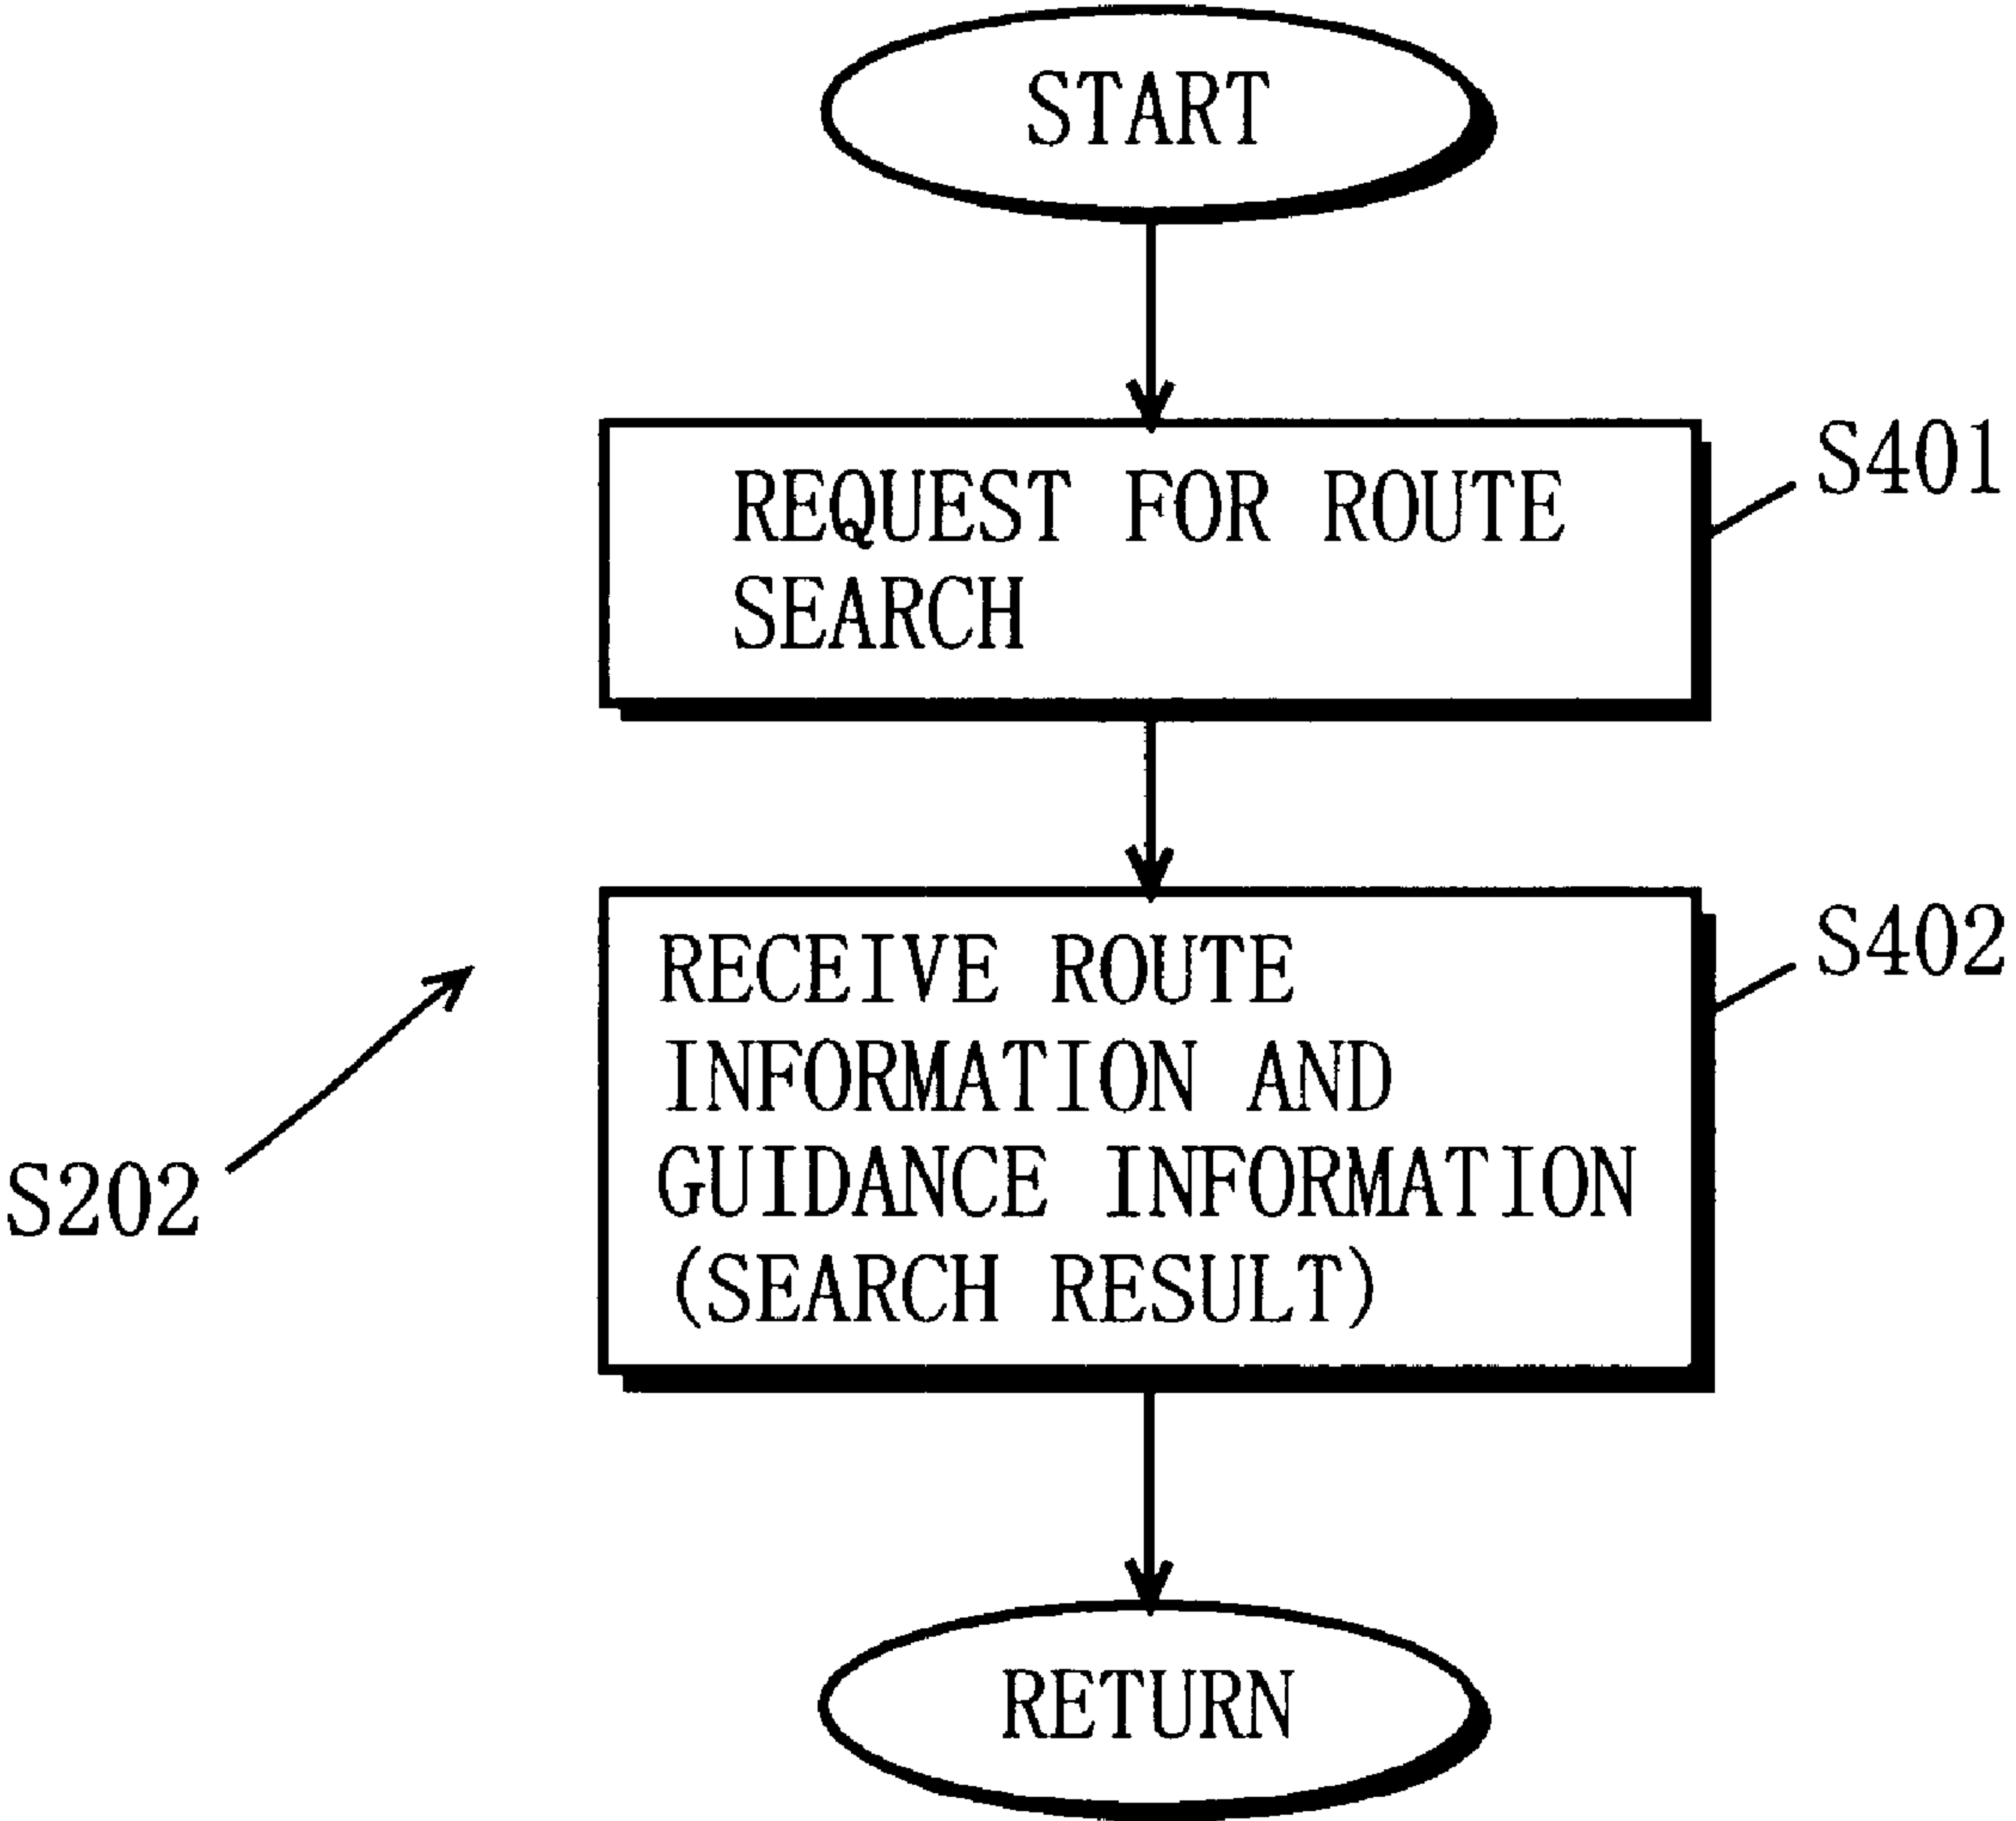 START
S401
REQUEST FOR ROUTE
SEARCH
S402
RECEIVE ROUTE
INFORMATION AND
GUIDANCE INFORMATION
(SEARCH RESULT)
S202
RETURN